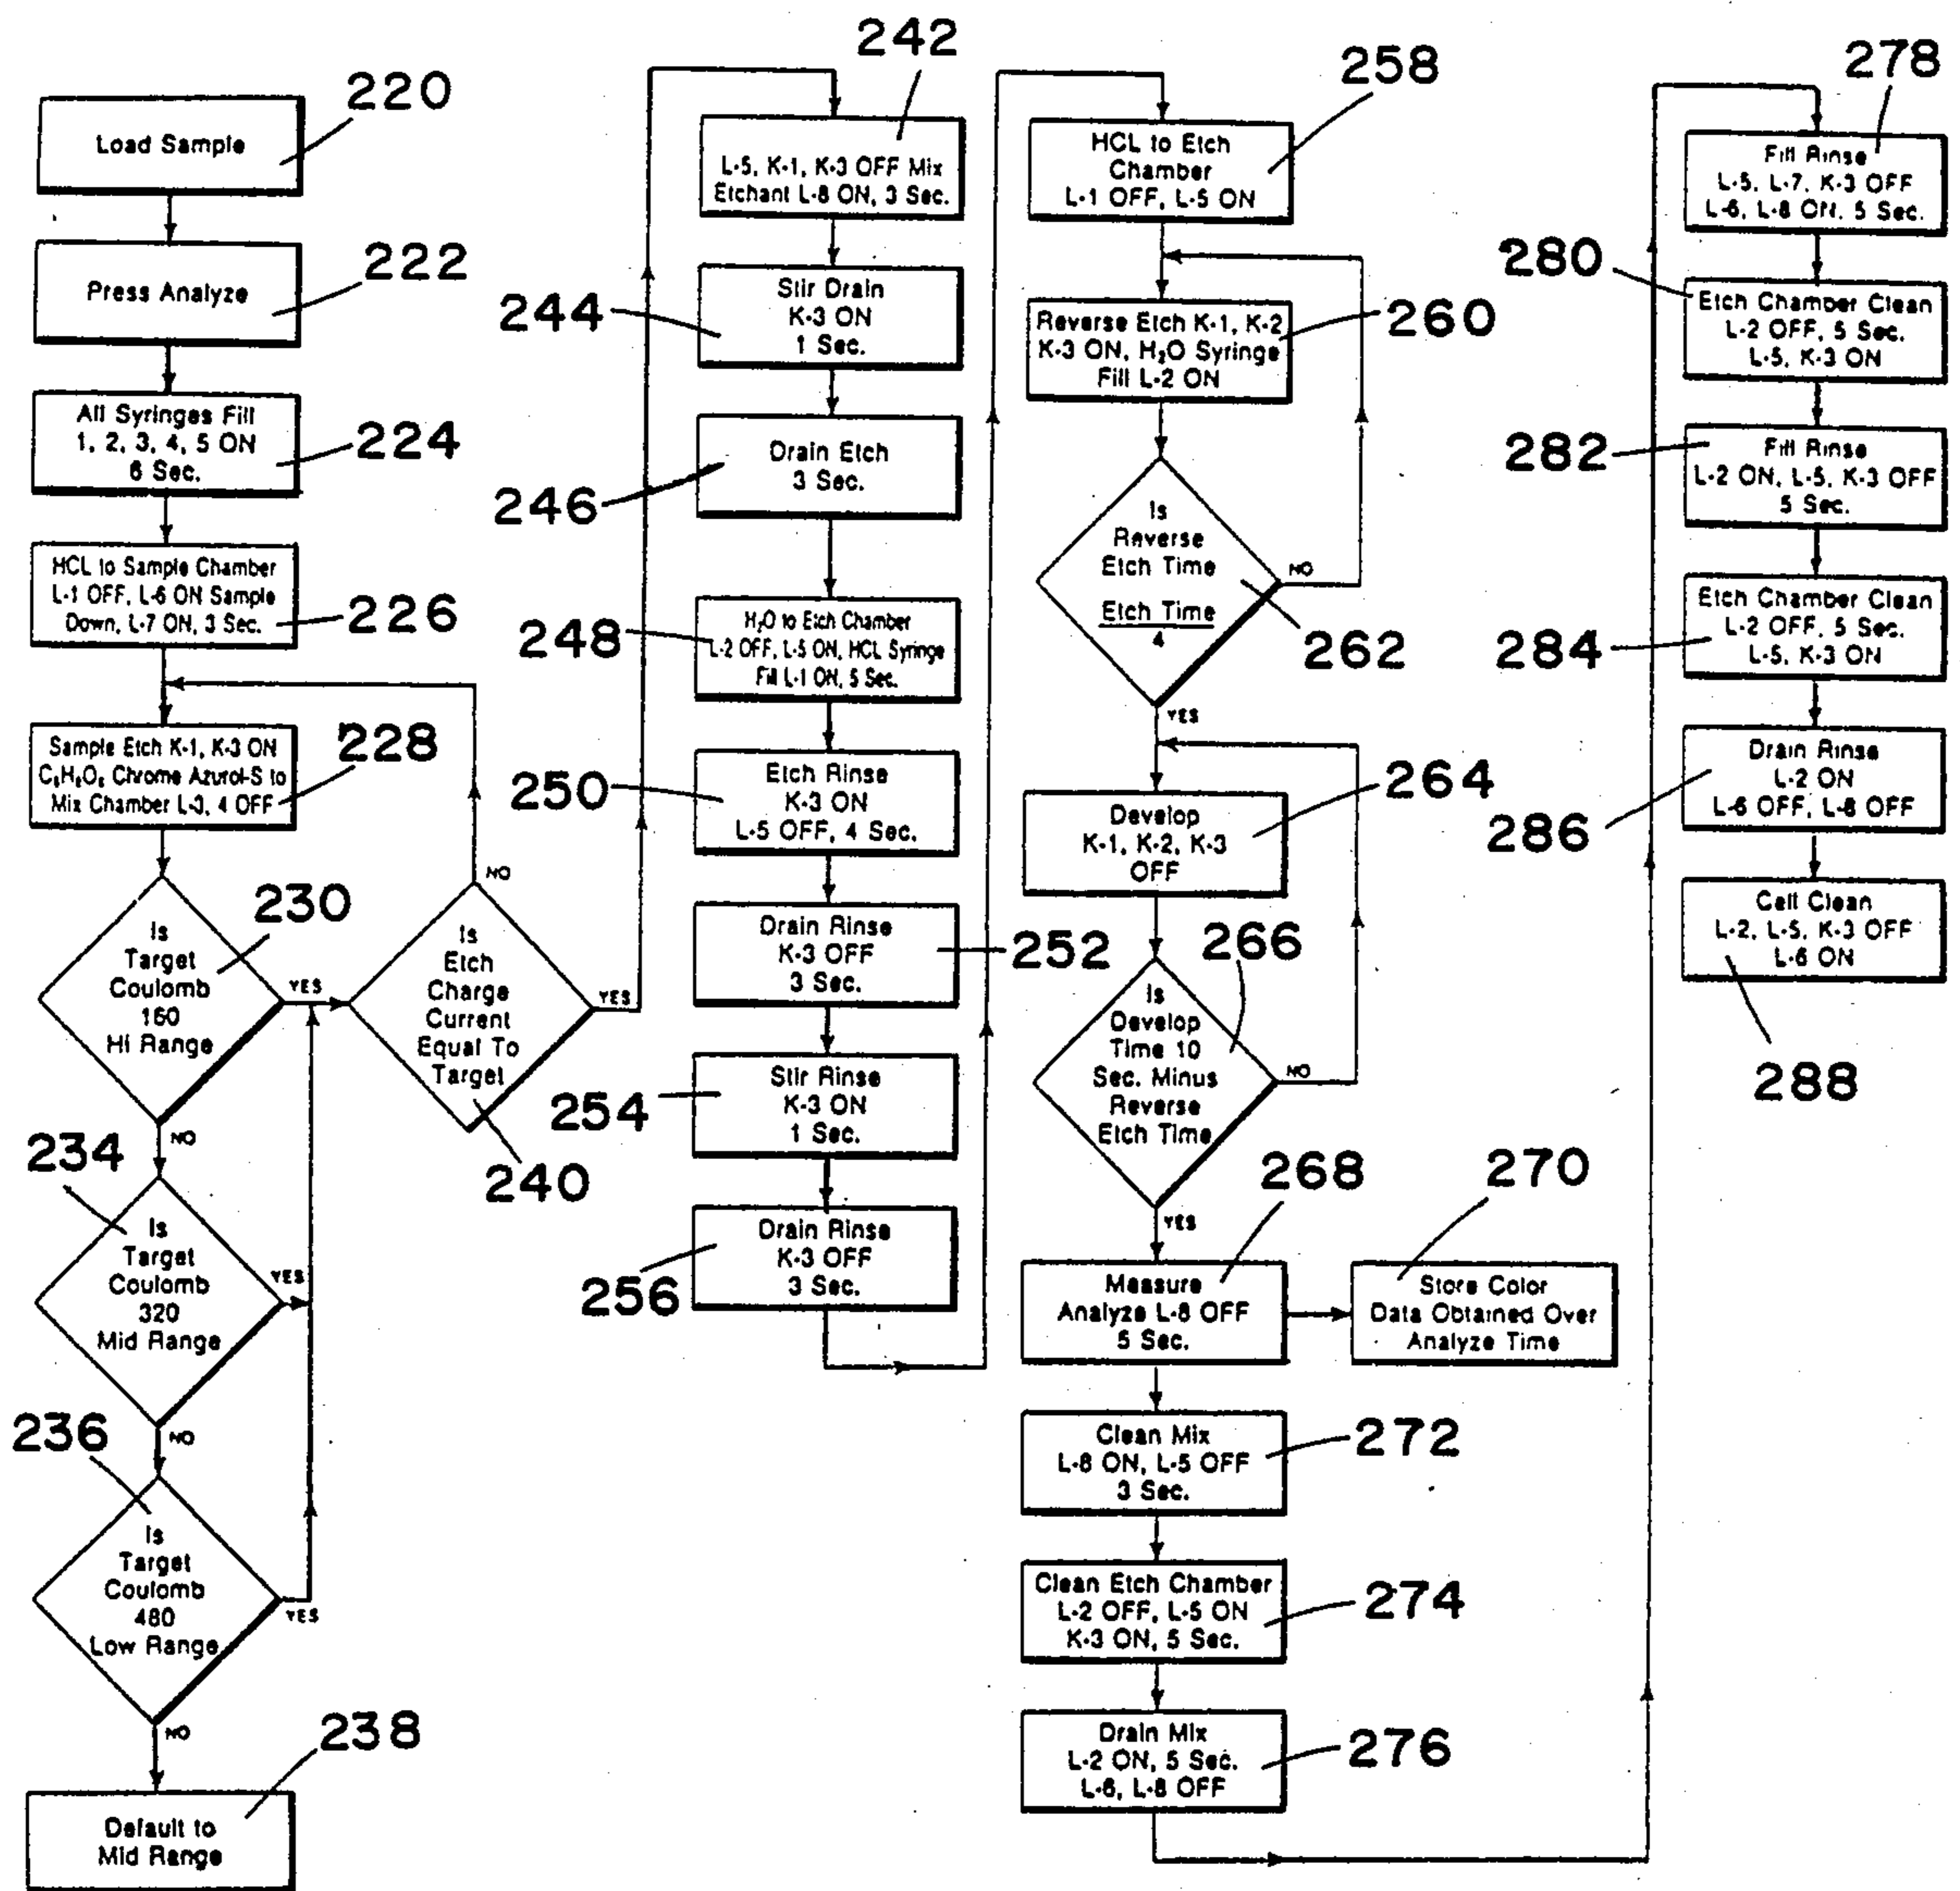 220
Load Sample
222
Press Analyze
All Syringes Fill
1, 2, 3, 4, 5 ON
6 Sec.
224
HCL to Sample Chamber
L-1 OFF, L-6 ON Sample
Down, L-7 ON, 3 Sec.
226
Sample Etch K-1, K-3 ON
Chrome Azurol-S to
Mix Chamber L-3, 4 OFF
228
230
Is
Target
Coulomb
160
Hi Range
YES
NO
234
Is
Target
Coulomb
320
Mid Range
YES
NO
236
Is
Target
Coulomb
480
Low Range
YES
NO
238
Default to
Mid Range
NO
Is
Etch
Charge
Current
Equal To
Target
YES
240
242
L-5, K-1, K-3 OFF Mix
Etchant L-8 ON, 3 Sec.
Stir Drain
K-3 ON
1 Sec.
244
Drain Etch
3 Sec.
246
H₂O to Etch Chamber
L-2 OFF, L-5 ON, HCL Syringe
Fill L-1 ON, 5 Sec.
248
Etch Rinse
K-3 ON
L-5 OFF, 4 Sec.
250
Drain Rinse
K-3 OFF
3 Sec.
252
Stir Rinse
K-3 ON
1 Sec.
254
Drain Rinse
K-3 OFF
3 Sec.
256
258
HCL to Etch
Chamber
L-1 OFF, L-5 ON
Reverse Etch K-1, K-2
K-3 ON, H₂O Syringe
Fill L-2 ON
260
Is
Reverse
Etch Time
Etch Time
4
NO
262
YES
Develop
K-1, K-2, K-3
OFF
264
266
Is
Develop
Time 10
Sec. Minus
Reverse
Etch Time
NO
YES
268
Measure
Analyze L-8 OFF
5 Sec.
270
Store Color
Data Obtained Over
Analyze Time
Clean Mix
L-8 ON, L-5 OFF
3 Sec.
272
Clean Etch Chamber
L-2 OFF, L-5 ON
K-3 ON, 5 Sec.
274
Drain Mix
L-2 ON, 5 Sec.
L-6, L-8 OFF
276
278
Fill Rinse
L-5, L-7, K-3 OFF
L-6, L-8 ON, 5 Sec.
280
Etch Chamber Clean
L-2 OFF, 5 Sec.
L-5, K-3 ON
282
Fill Rinse
L-2 ON, L-5, K-3 OFF
5 Sec.
284
Etch Chamber Clean
L-2 OFF, 5 Sec.
L-5, K-3 ON
Drain Rinse
L-2 ON
L-6 OFF, L-8 OFF
286
Cell Clean
L-2, L-5, K-3 OFF
L-6 ON
288